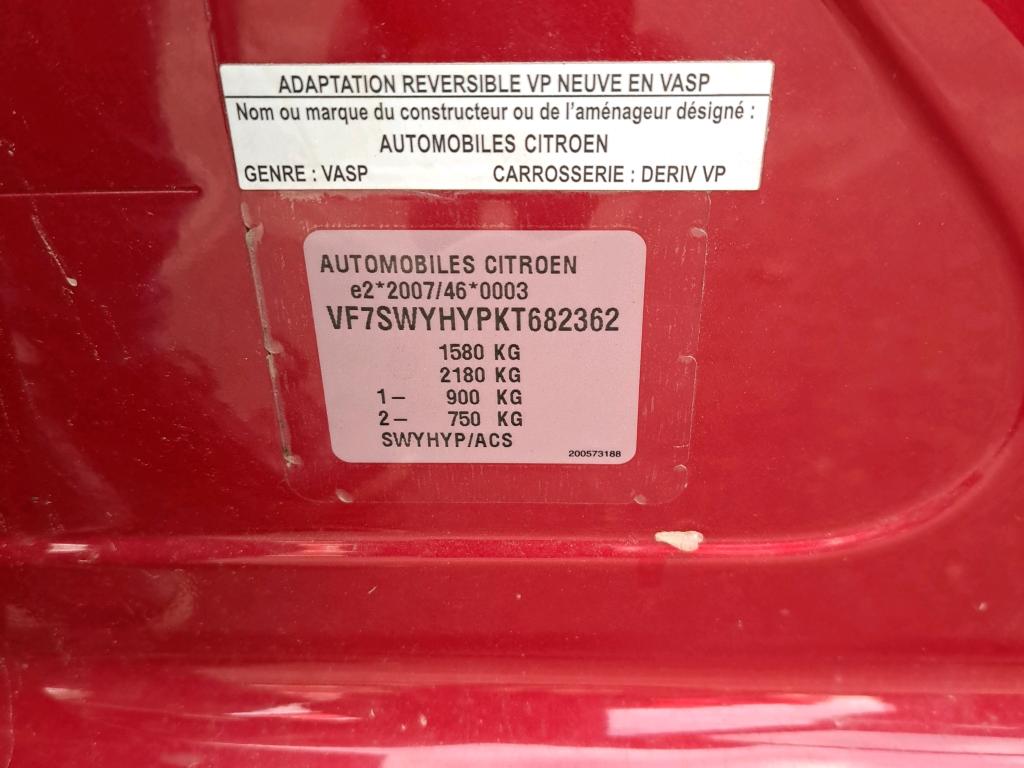 ADAPTATION REVERSIBLE VP NEUVE EN VASP
Nom ou marque du constructeur ou de l'aménageur désigné :
AUTOMOBILES CITROEN
GENRE : VASP CARROSSERIE : DERIV VP
AUTOMOBILES CITROEN
e2*2007/46*0003
VF7SWYHYPKT682362
1580 KG
2180 KG
1– 900 KG
2– 750 KG
SWYHYP/ACS
200573188